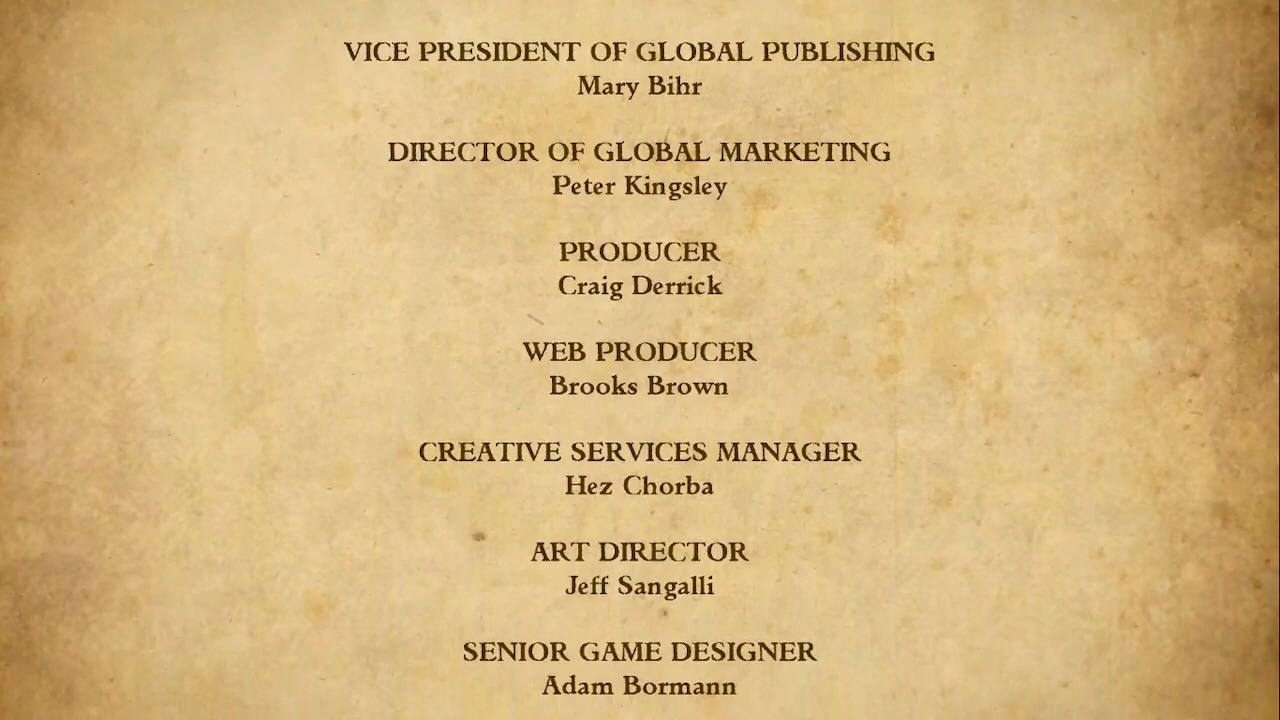 VICE PRESIDENT OF GLOBAL PUBLISHING
Mary Bihr
DIRECTOR OF GLOBAL MARKETING
Peter Kingsley
PRODUCER
Craig Derrick
WEB PRODUCER
Brooks Brown
CREATIVE SERVICES MANAGER
Hez Chorba
ART DIRECTOR
Jeff Sangalli
SENIOR GAME DESIGNER
Adam Bormann